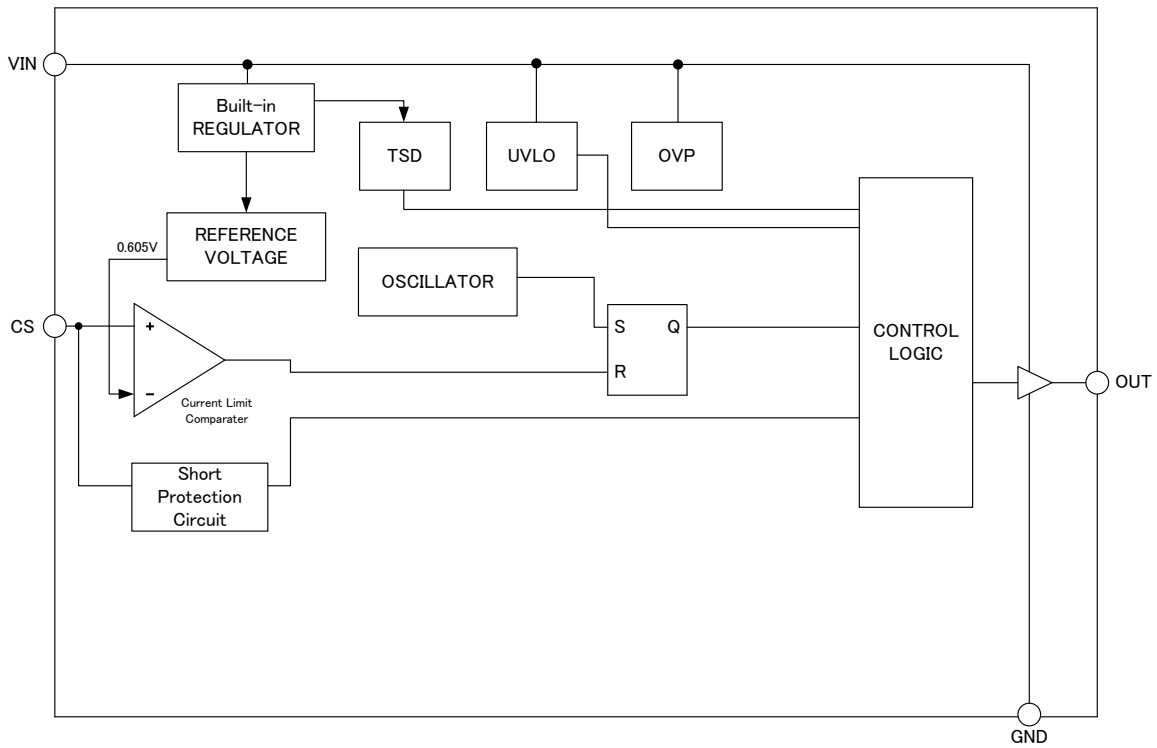 VIN
Built-in
REGULATOR
TSD
UVLO
OVP
REFERENCE
VOLTAGE
0.605V
OSCILLATOR
CS
+
−
Current Limit
Comparater
S
Q
R
CONTROL
LOGIC
OUT
Short
Protection
Circuit
GND